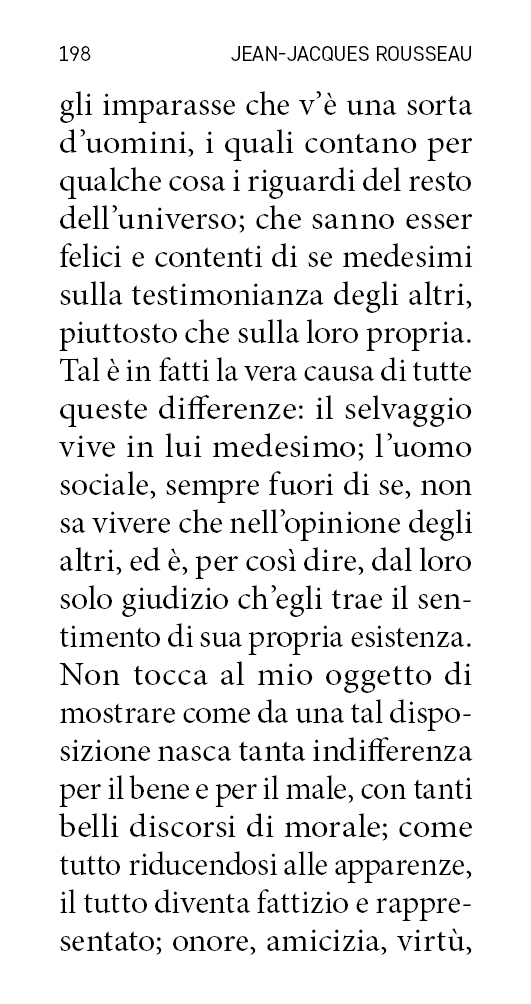 198
JEAN-JACQUES ROUSSEAU
gli imparasse che v’è una sorta
d’uomini, i quali contano per
qualche cosa i riguardi del resto
dell’universo; che sanno esser
felici e contenti di se medesimi
sulla testimonianza degli altri,
piuttosto che sulla loro propria.
Tal è in fatti la vera causa di tutte
queste differenze: il selvaggio
vive in lui medesimo; l’uomo
sociale, sempre fuori di se, non
sa vivere che nell’opinione degli
altri, ed è, per così dire, dal loro
solo giudizio ch’egli trae il sen-
timento di sua propria esistenza.
Non tocca al mio oggetto di
mostrare come da una tal dispo-
sizione nasca tanta indifferenza
per il bene e per il male, con tanti
belli discorsi di morale; come
tutto riducendosi alle apparenze,
il tutto diventa fattizio e rappre-
sentato; onore, amicizia, virtù,